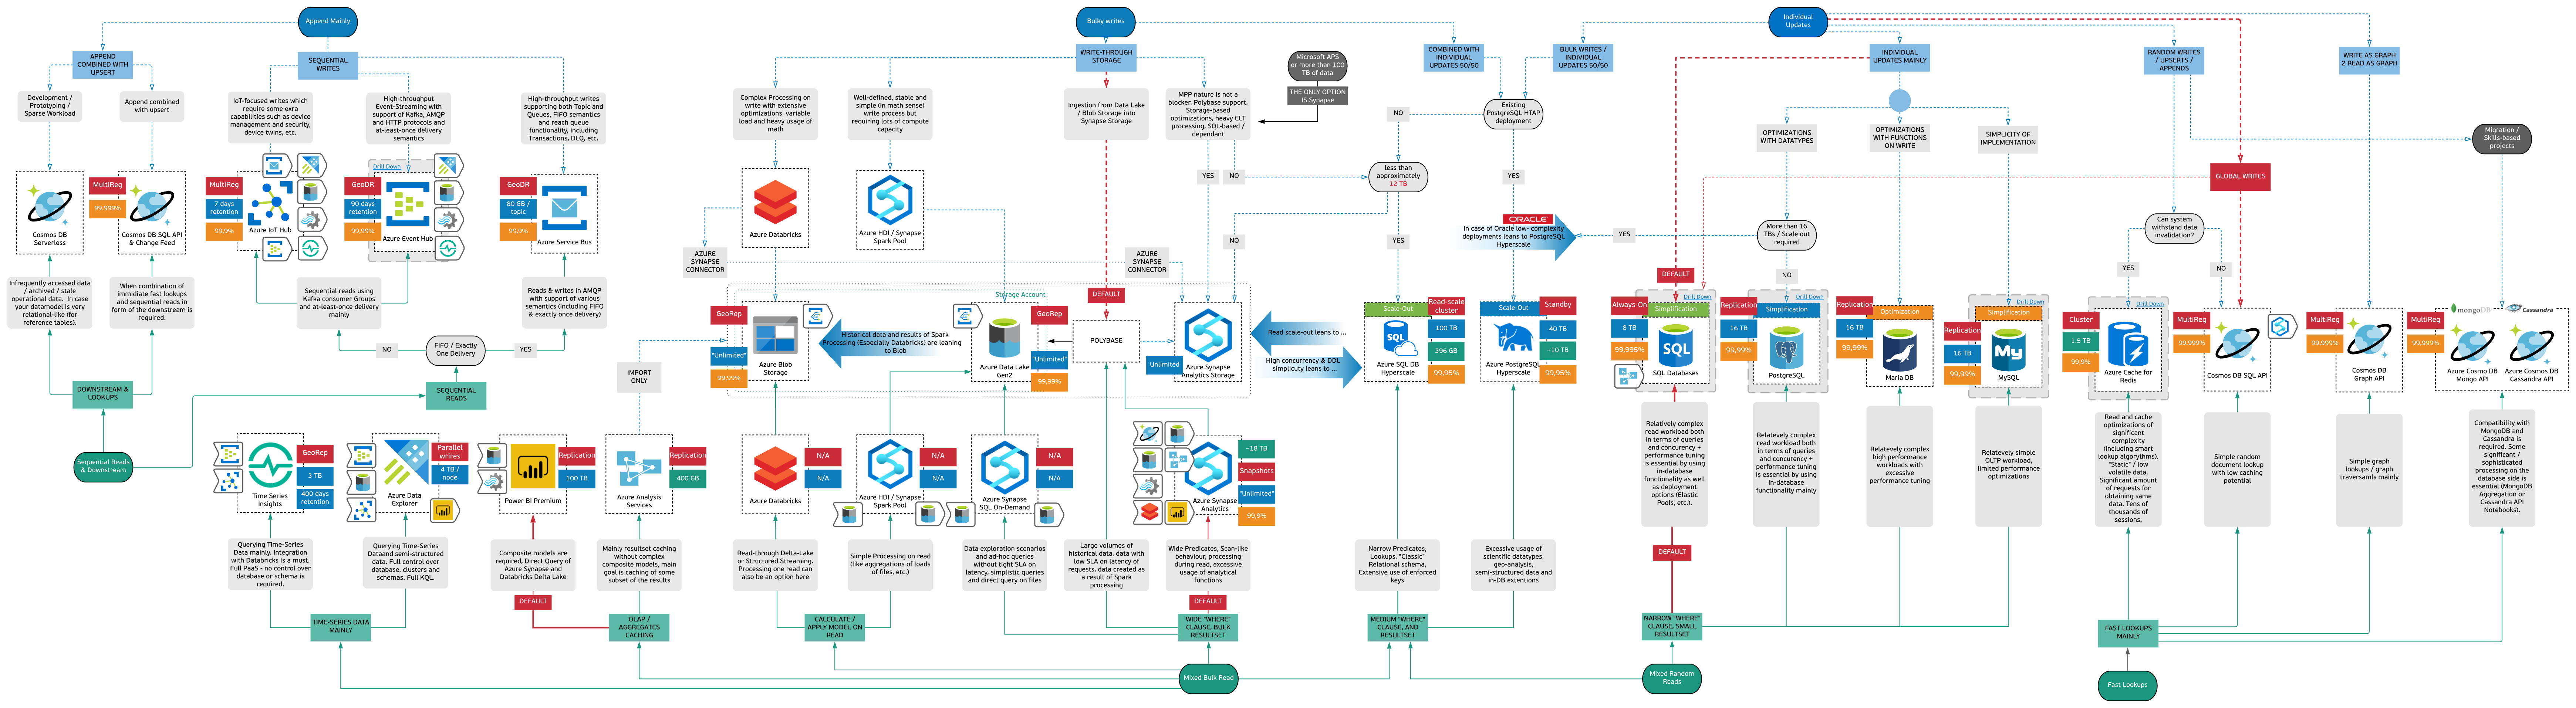 Append Mainly
Bulky writes
Individual
Updates
APPEND
COMBINED WITH
UPSERT
SEQUENTIAL
WRITES
WRITE-THROUGH
STORAGE
COMBINED WITH
INDIVIDUAL
UPDATES 50/50
BULK WRITES /
INDIVIDUAL
UPDATES 50/50
INDIVIDUAL
UPDATES MAINLY
RANDOM WRITES
/ UPSERTS /
APPENDS
WRITE AS GRAPH
2 READ AS GRAPH
Microsoft APS
or more than 100
TB of data
THE ONLY OPTION
IS Synapse
Development /
Prototyping /
Sparse Workload
Append combined
with upsert
IoT-focused writes which
require some exra
capabilities such as device
management and security,
device twins, etc.
High-throughput
Event-Streaming with
support of Kafka, AMQP
and HTTP protocols and
at-least-once delivery
semantics
High-throughput writes
supporting both Topic and
Queues, FIFO semantics
and reach queue
functionality, including
Transactions, DLQ, etc.
Complex Processing on
write with extensive
optimizations, variable
load and heavy usage of
math
Well-defined, stable and
simple (in math sense)
write process but
requiring lots of compute
capacity
Ingestion from Data Lake
/ Blob Storage into
Synapse Storage
MPP nature is not a
blocker, Polybase support,
Storage-based
optimizations, heavy ELT
processing, SQL-based /
dependant
NO
Existing
PostgreSQL HTAP
deployment
OPTIMIZATIONS
WITH DATATYPES
OPTIMIZATIONS
WITH FUNCTIONS
ON WRITE
SIMPLICITY OF
IMPLEMENTATION
Migration /
Skills-based
projects
GLOBAL WRITES
YES
NO
less than
approximately
12 TB
YES
Drill Down
Cosmos DB
Serverless
MultiReg
99.999%
Cosmos DB SQL API
& Change Feed
MultiReg
7 days
retention
99,9%
Azure IoT Hub
GeoDR
90 days
retention
99,99%
Azure Event Hub
GeoDR
80 GB /
topic
99,9%
Azure Service Bus
Azure Databricks
Azure HDI / Synapse
Spark Pool
NO
YES
ORACLE
In case of Oracle low- complexity
deployments leans to PostgreSQL
Hyperscale
YES
More than 16
TBs / Scale out
required
NO
Can system
withstand data
invalidation?
YES
NO
AZURE
SYNAPSE
CONNECTOR
AZURE
SYNAPSE
CONNECTOR
Infrequently accessed data
/ archived / stale
operational data. In case
your datamodel is very
relational-like (for
reference tables).
When combination of
immidiate fast lookups
and sequential reads in
form of the downstream is
required.
Sequential reads using
Kafka consumer Groups
and at-least-once delivery
mainly
Reads & writes in AMQP
with support of various
semantics (including FIFO
& exactly once delivery)
NO
FIFO / Exactly
One Delivery
YES
DOWNSTREAM &
LOOKUPS
SEQUENTIAL
READS
Sequential Reads
& Downstream
Storage Account
DEFAULT
GeoRep
"Unlimited"
99,99%
Azure Blob
Storage
Historical data and results of Spark
Processing (Especially Databricks) are leaning
to Blob
Azure Data Lake
Gen2
GeoRep
"Unlimited"
99,99%
POLYBASE
Unlimited
Azure Synapse
Analytics Storage
Read scale-out leans to ...
High concurrency & DDL
simplicuty leans to ...
Scale-Out
Azure SQL DB
Hyperscale
Read-scale
cluster
100 TB
396 GB
99,95%
Scale-Out
Azure PostgreSQL
Hyperscale
Standby
40 TB
~10 TB
99,95%
DEFAULT
Drill Down
Always-On
8 TB
99,995%
Simplification
SQL Databases
Drill Down
Replication
16 TB
99,99%
Simplification
PostgreSQL
Replication
16 TB
99,99%
Optimization
Maria DB
Drill Down
Simplification
Replication
16 TB
99,99%
MySQL
Drill Down
Cluster
1.5 TB
99,9%
Azure Cache for
Redis
MultiReg
99.999%
Cosmos DB SQL API
MultiReg
99,999%
Cosmos DB
Graph API
MultiReg
99,999%
mongoDB
Cassandra
Azure Cosmo DB
Mongo API
Azure Cosmos DB
Cassandra API
IMPORT
ONLY
Time Series
Insights
GeoRep
3 TB
400 days
retention
Azure Data
Explorer
Parallel
wrires
4 TB /
node
Power BI Premium
Replication
100 TB
Azure Analysis
Services
Replication
400 GB
Azure Databricks
N/A
N/A
Azure HDI / Synapse
Spark Pool
N/A
N/A
Azure Synapse
SQL On-Demand
N/A
N/A
Azure Synapse
Analytics
~18 TB
Snapshots
"Unlimited"
99,9%
Relatively complex
read workload both
in terms of queries
and concurency +
performance tuning
is essential by using
in-database
functionality as well
as deployment
options (Elastic
Pools, etc.).
Relatevely complex
read workload both
in terms of queries
and concurency +
performance tuning
is essential by using
in-database
functionality mainly
Relatevely complex
high performance
workloads with
excessive
performance tuning
Relatively simple
OLTP workload,
limited performance
optimizations
Read and cache
optimizations of
significant
complexity
(including smart
lookup algorythms).
"Static" / low
volatile data.
Significant amount
of requests for
obtaining same
data. Tens of
thousands of
sessions.
Simple random
document lookup
with low caching
potential
Simple graph
lookups / graph
traversamls mainly
Compatibility with
MongoDB and
Cassandra is
required. Some
significant /
sophisticated
processing on the
database side is
essential (MongoDB
Aggregation or
Cassandra API
Notebooks).
Querying Time-Series
Data mainly. Integration
with Databricks is a must.
Full PaaS - no control over
database or schema is
required.
Querying Time-Series
Dataand semi-structured
data. Full control over
database, clusters and
schemas. Full KQL.
Composite models are
required, Direct Query of
Azure Synapse and
Databricks Delta Lake
Mainly resultset caching
without complex
composite models, main
goal is caching of some
subset of the results
Read-through Delta-Lake
or Structured Streaming.
Processing one read can
also be an option here
Simple Processing on read
(like aggregations of loads
of files, etc.)
Data exploration scenarios
and ad-hoc queries
without tight SLA on
latency, simplistic queries
and direct query on files
Large volumes of
historical data, data with
low SLA on latency of
requests, data created as
a result of Spark
processing
Wide Predicates, Scan-like
behaviour, processing
during read, excessive
usage of analytical
functions
Narrow Predicates,
Lookups, "Classic"
Relational schema,
Extensive use of enforced
keys
Excessive usage of
scientific datatypes,
geo-analysis,
semi-structured data and
in-DB extentions
DEFAULT
DEFAULT
DEFAULT
TIME-SERIES DATA
MAINLY
OLAP /
AGGREGATES
CACHING
CALCULATE /
APPLY MODEL ON
READ
WIDE "WHERE"
CLAUSE, BULK
RESULTSET
MEDIUM "WHERE"
CLAUSE, AND
RESULTSET
NARROW "WHERE"
CLAUSE, SMALL
RESULTSET
FAST LOOKUPS
MAINLY
Mixed Bulk Read
Mixed Random
Reads
Fast Lookups